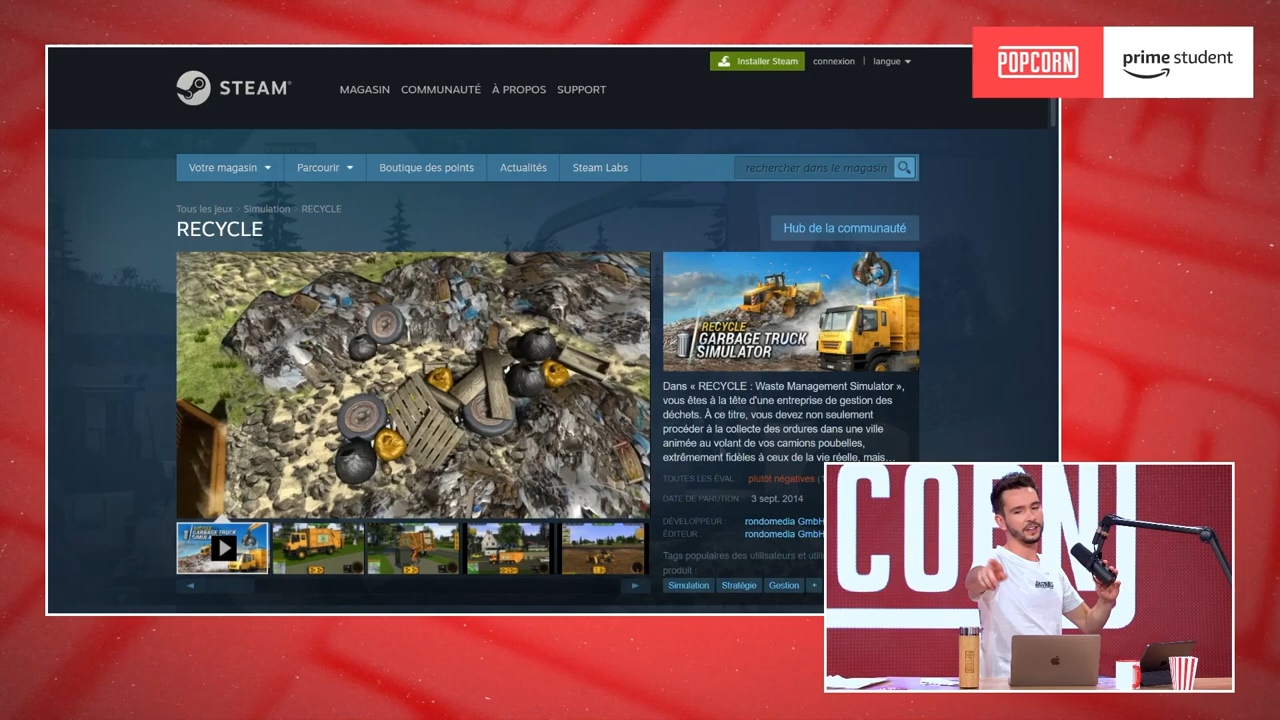 POPCORN
prime student
Installer Steam
connexion
langue
STEAM®
MAGASIN
COMMUNAUTÉ
À PROPOS
SUPPORT
Votre magasin
Parcourir
Boutique des points
Actualités
Steam Labs
rechercher dans le magasin
Tous les jeux > Simulation > RECYCLE
RECYCLE
Hub de la communauté
RECYCLE
GARBAGE TRUCK
SIMULATOR
Dans « RECYCLE : Waste Management Simulator »,
vous êtes à la tête d'une entreprise de gestion des
déchets. À ce titre, vous devez non seulement
procéder à la collecte des ordures dans une ville
animée au volant de vos camions poubelles,
extrêmement fidèles à ceux de la vie réelle, mais...
TOUTES LES ÉVAL. plutôt négatives (
DATE DE PARUTION 3 sept. 2014
DÉVELOPPEUR rondomedia GmbH
ÉDITEUR rondomedia GmbH
Tags populaires des utilisateurs et utilis
produit :
Simulation
Stratégie
Gestion
+
CORN